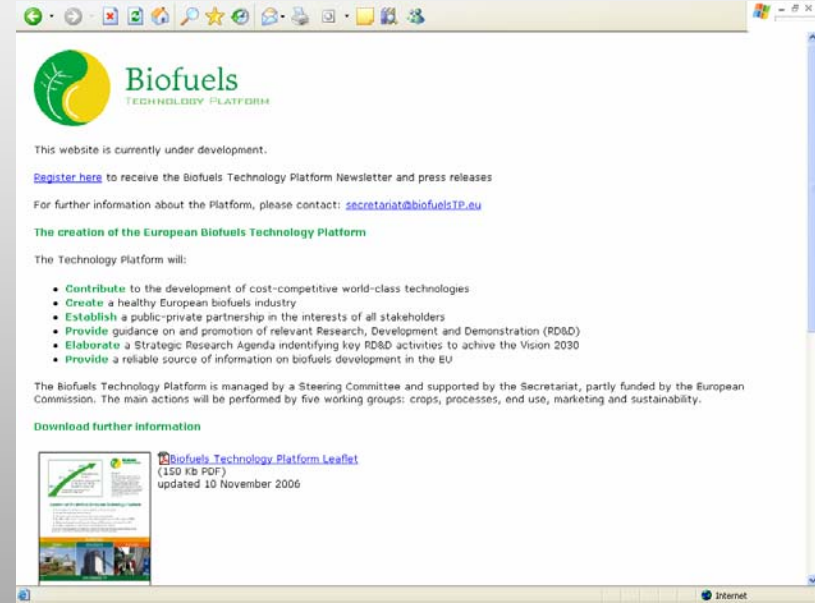 Biofuels
TECHNOLOGY PLATFORM
This website is currently under development.
Register here to receive the Biofuels Technology Platform Newsletter and press releases
For further information about the Platform, please contact: secretariat@biofuelsTP.eu
The creation of the European Biofuels Technology Platform
The Technology Platform will:
• Contribute to the development of cost-competitive world-class technologies
• Create a healthy European biofuels industry
• Establish a public-private partnership in the interests of all stakeholders
• Provide guidance on and promotion of relevant Research, Development and Demonstration (RD&D)
• Elaborate a Strategic Research Agenda indentifying key RD&D activities to achive the Vision 2030
• Provide a reliable source of information on biofuels development in the EU
The Biofuels Technology Platform is managed by a Steering Committee and supported by the Secretariat, partly funded by the European
Commission. The main actions will be performed by five working groups: crops, processes, end use, marketing and sustainability.
Download further information
Biofuels Technology Platform Leaflet
(150 Kb PDF)
updated 10 November 2006
Internet